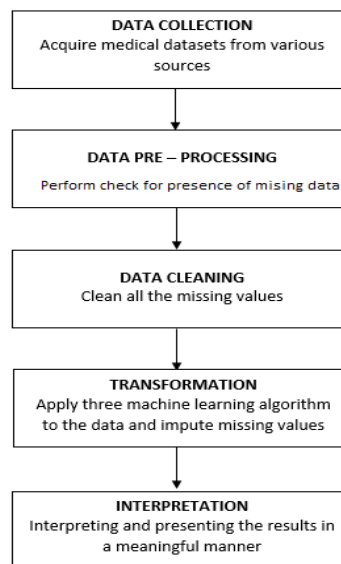 DATA COLLECTION
Acquire medical datasets from various
sources
DATA PRE – PROCESSING
Perform check for presence of mising data
DATA CLEANING
Clean all the missing values
TRANSFORMATION
Apply three machine learning algorithm
to the data and impute missing values
INTERPRETATION
Interpreting and presenting the results in
a meaningful manner